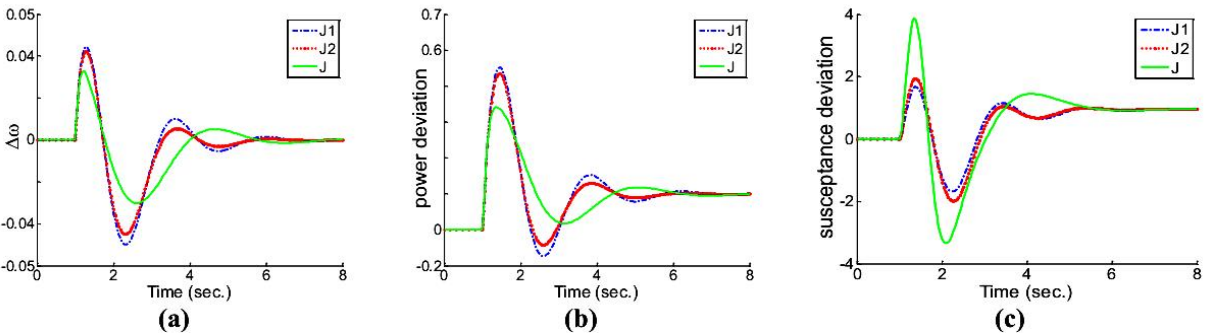 0.05
0.04
0
-0.04
-0.05
Δω
0 2 4 6 8
Time (sec.)
J1
J2
J
(a)
0.7
0.6
0.2
-0.2
power deviation
0 2 4 6 8
Time (sec.)
J1
J2
J
(b)
4
2
0
-2
-4
susceptance deviation
0 2 4 6 8
Time (sec.)
J1
J2
J
(c)